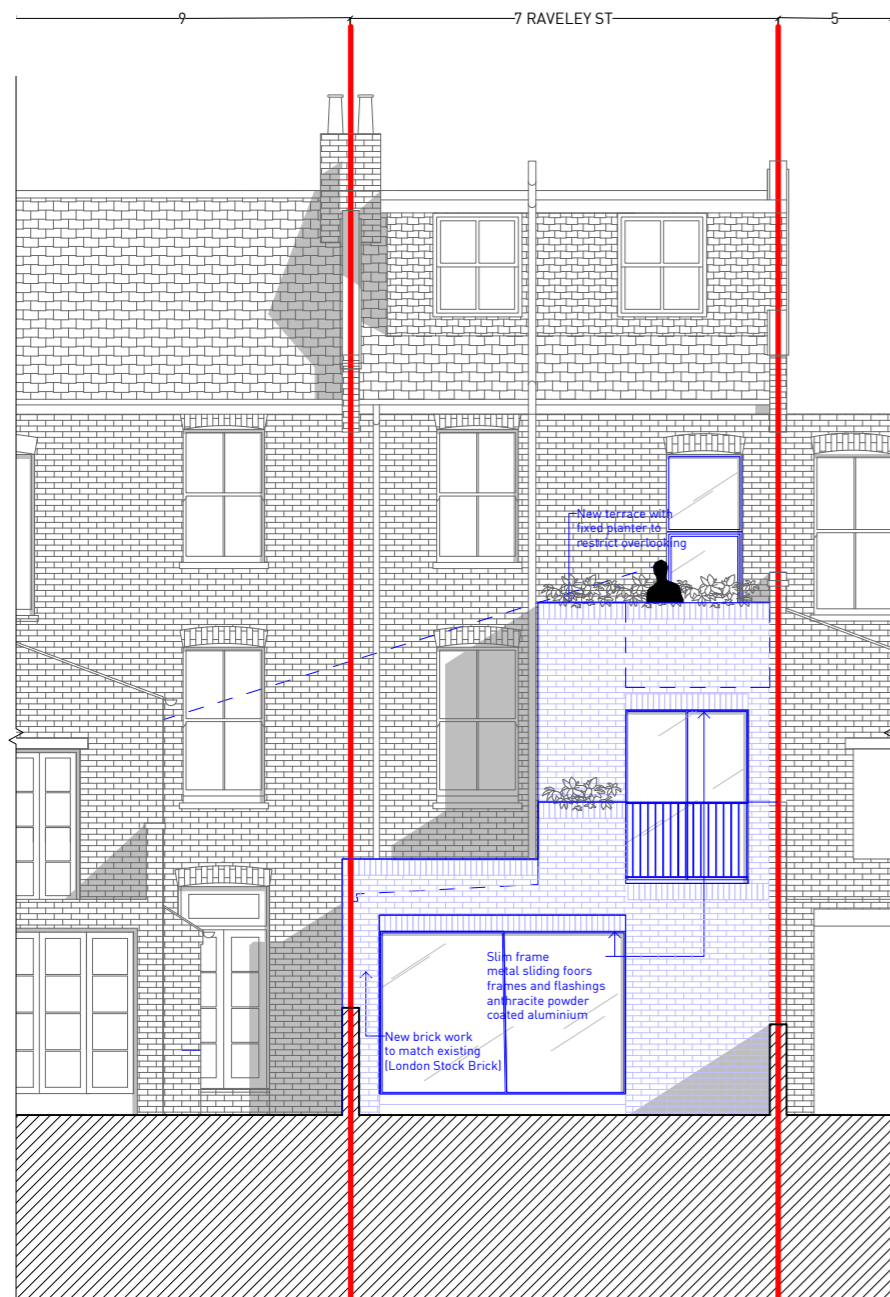 9
7 RAVELEY ST
5
New terrace with
fixed planter to
restrict overlooking
Slim frame
metal sliding foors
frames and flashings
anthracite powder
coated aluminium
New brick work
to match existing
(London Stock Brick)